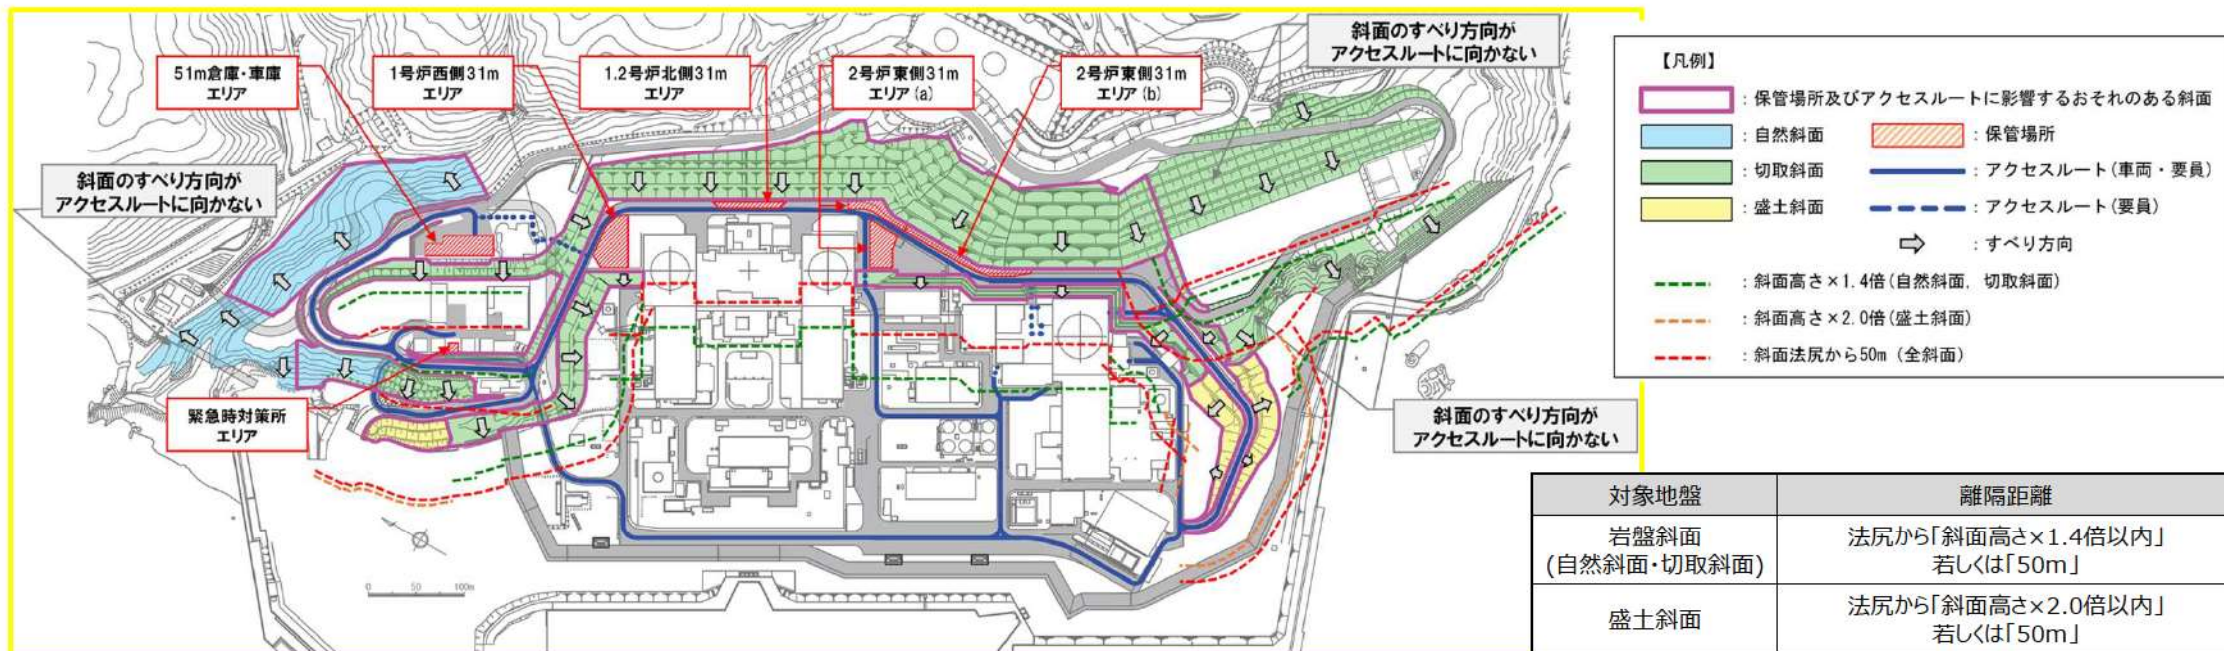 斜面のすべり方向が
アクセスルートに向かない
51m倉庫・車庫
エリア
1号炉西側31m
エリア
1.2号炉北側31m
エリア
2号炉東側31m
エリア(a)
2号炉東側31m
エリア(b)
斜面のすべり方向が
アクセスルートに向かない
緊急時対策所
エリア
斜面のすべり方向が
アクセスルートに向かない
0 50 100m
【凡例】
：保管場所及びアクセスルートに影響するおそれのある斜面
：自然斜面 ：保管場所
：切取斜面 ：アクセスルート(車両・要員)
：盛土斜面 ：アクセスルート(要員)
：すべり方向
：斜面高さ×1.4倍(自然斜面，切取斜面)
：斜面高さ×2.0倍(盛土斜面)
：斜面法尻から50m (全斜面)
対象地盤 離隔距離
岩盤斜面
(自然斜面・切取斜面)
法尻から「斜面高さ×1.4倍以内」
若しくは「50m」
盛土斜面
法尻から「斜面高さ×2.0倍以内」
若しくは「50m」